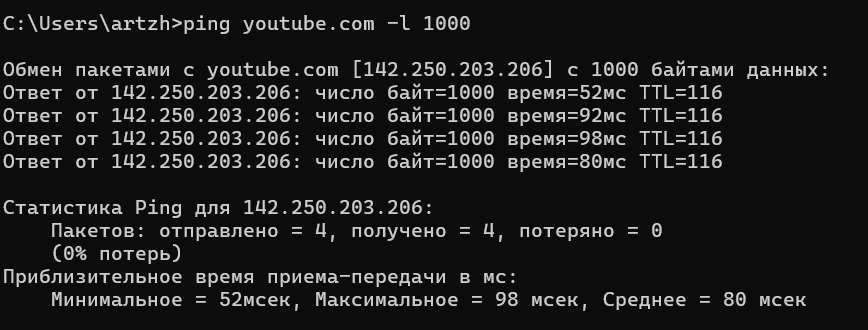 C:\Users\artzh>ping youtube.com -l 1000
Обмен пакетами с youtube.com [142.250.203.206] с 1000 байтами данных:
Ответ от 142.250.203.206: число байт=1000 время=52мс TTL=116
Ответ от 142.250.203.206: число байт=1000 время=92мс TTL=116
Ответ от 142.250.203.206: число байт=1000 время=98мс TTL=116
Ответ от 142.250.203.206: число байт=1000 время=80мс TTL=116
Статистика Ping для 142.250.203.206:
    Пакетов: отправлено = 4, получено = 4, потеряно = 0
    (0% потерь)
Приблизительное время приема-передачи в мс:
    Минимальное = 52мсек, Максимальное = 98 мсек, Среднее = 80 мсек